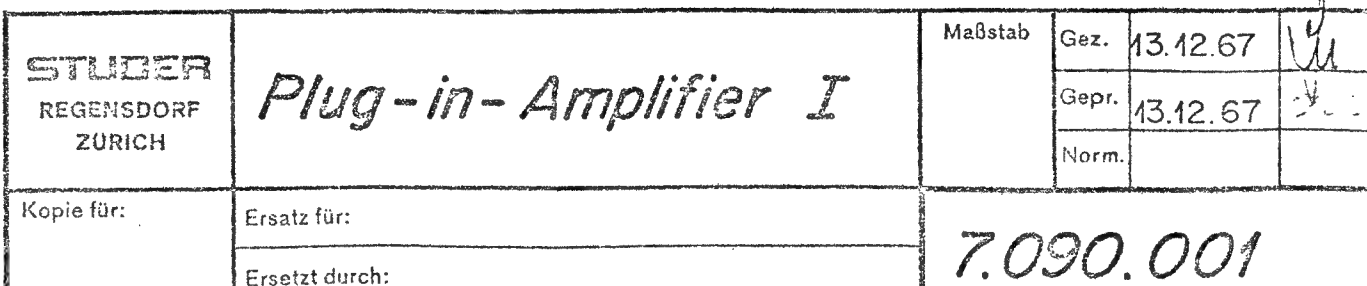 STUDER
REGENSDORF
ZÜRICH
Plug-in-Amplifier I
Maßstab
Gez. 13.12.67
Gepr. 13.12.67
Norm.
Kopie für:
Ersatz für:
Ersetzt durch:
7.090.001